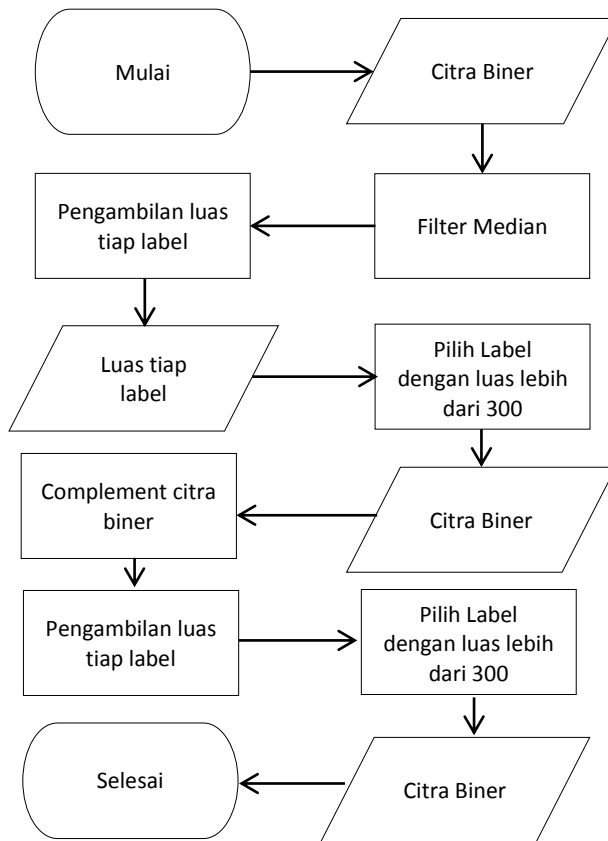 Mulai
Citra Biner
Filter Median
Pengambilan luas
tiap label
Luas tiap
label
Pilih Label
dengan luas lebih
dari 300
Citra Biner
Complement citra
biner
Pengambilan luas
tiap label
Pilih Label
dengan luas lebih
dari 300
Citra Biner
Selesai